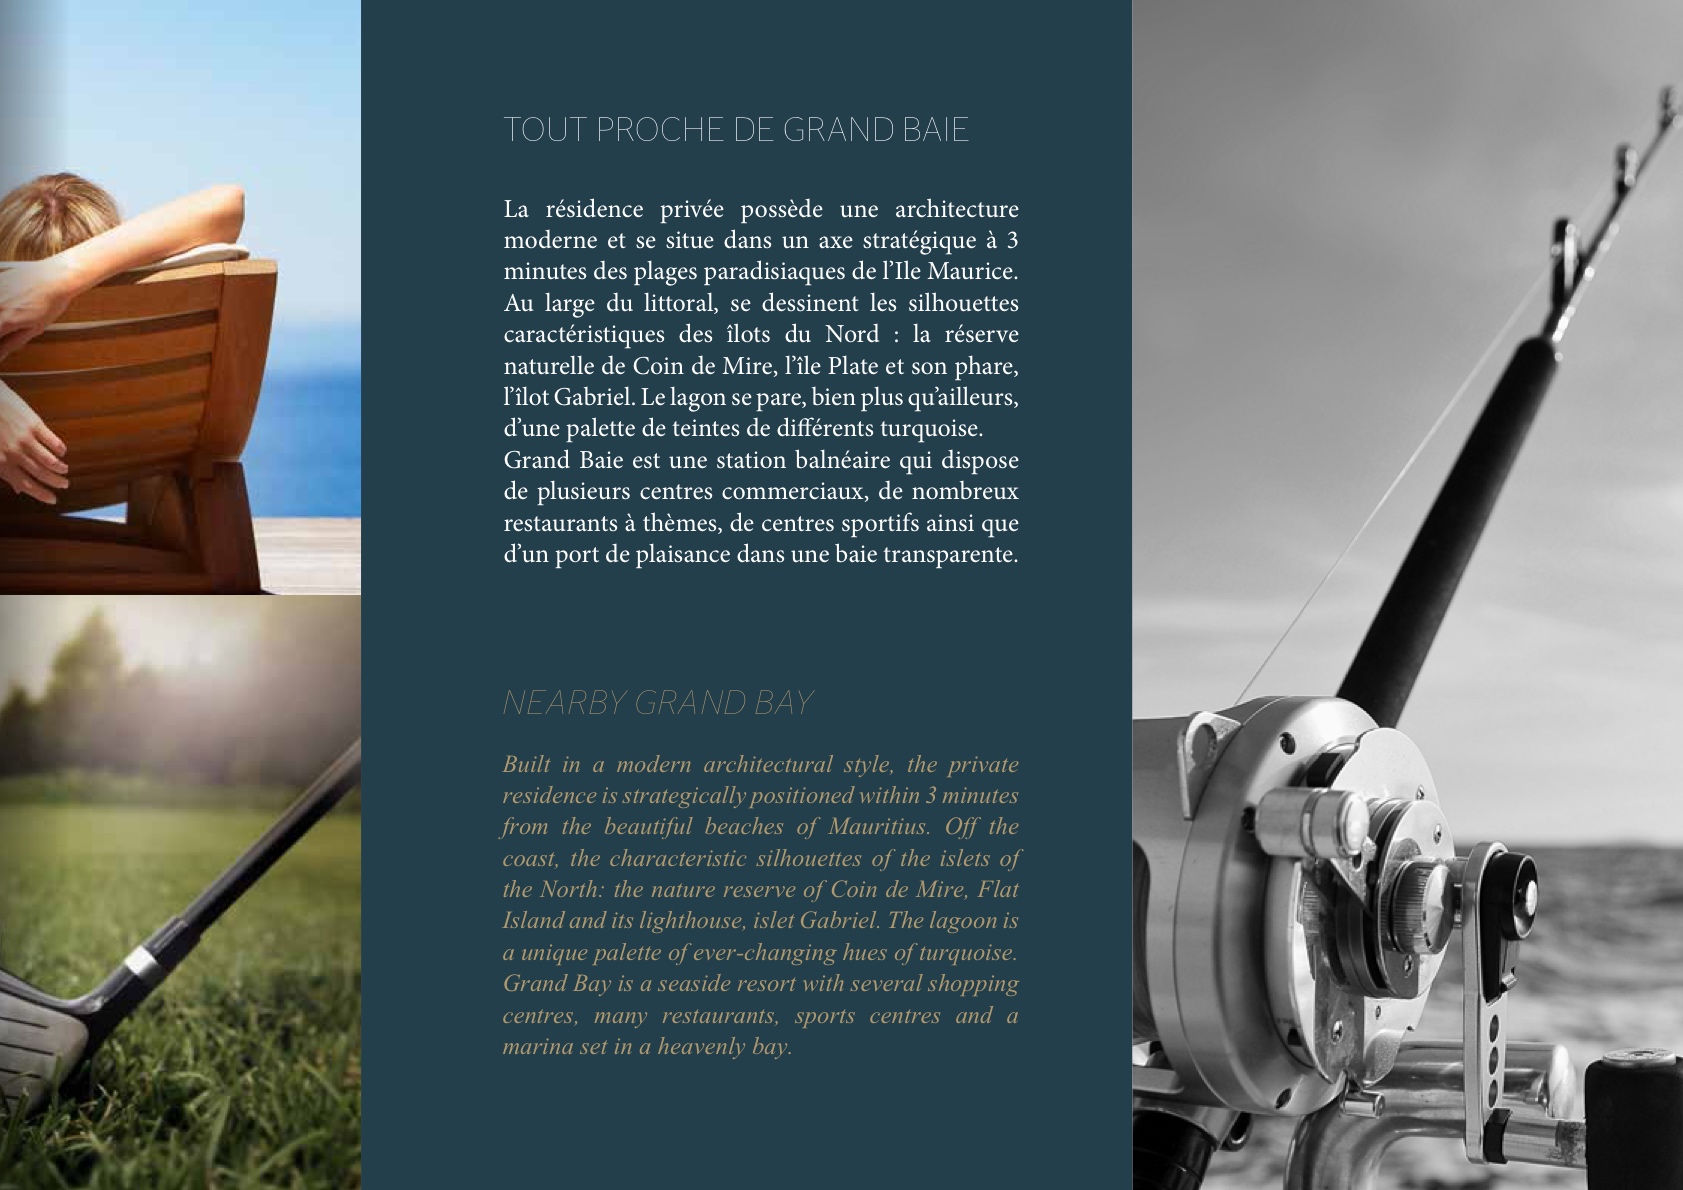 TOUT PROCHE DE GRAND BAIE
La résidence privée possède une architecture
moderne et se situe dans un axe stratégique à 3
minutes des plages paradisiaques de l’Ile Maurice.
Au large du littoral, se dessinent les silhouettes
caractéristiques des îlots du Nord : la réserve
naturelle de Coin de Mire, l’île Plate et son phare,
l’îlot Gabriel. Le lagon se pare, bien plus qu’ailleurs,
d’une palette de teintes de différents turquoise.
Grand Baie est une station balnéaire qui dispose
de plusieurs centres commerciaux, de nombreux
restaurants à thèmes, de centres sportifs ainsi que
d’un port de plaisance dans une baie transparente.
NEARBY GRAND BAY
Built in a modern architectural style, the private
residence is strategically positioned within 3 minutes
from the beautiful beaches of Mauritius. Off the
coast, the characteristic silhouettes of the islets of
the North: the nature reserve of Coin de Mire, Flat
Island and its lighthouse, islet Gabriel. The lagoon is
a unique palette of ever-changing hues of turquoise.
Grand Bay is a seaside resort with several shopping
centres, many restaurants, sports centres and a
marina set in a heavenly bay.